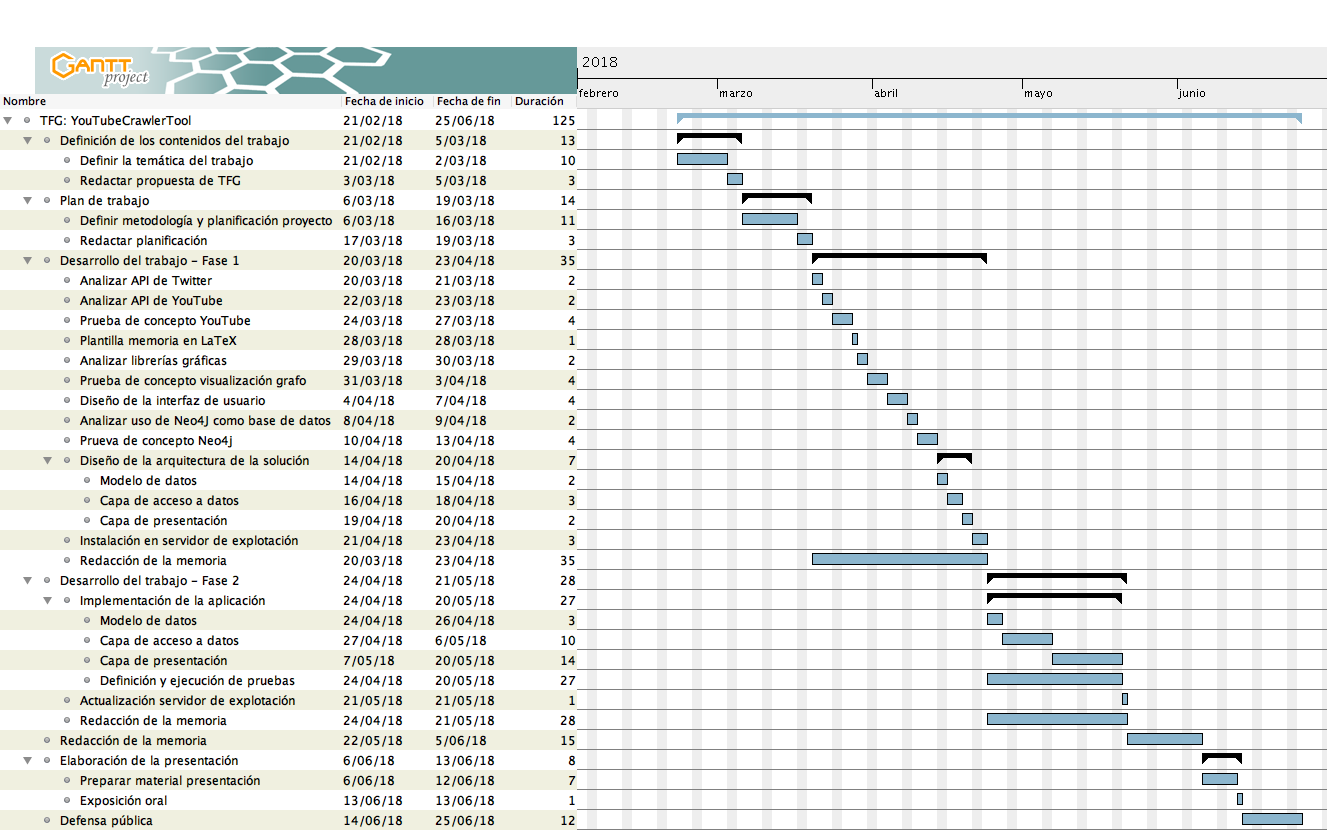 GANTT project
2018
febrero marzo abril mayo junio
Nombre Fecha de inicio Fecha de fin Duración
TFG: YouTubeCrawlerTool 21/02/18 25/06/18 125
Definición de los contenidos del trabajo 21/02/18 5/03/18 13
Definir la temática del trabajo 21/02/18 2/03/18 10
Redactar propuesta de TFG 3/03/18 5/03/18 3
Plan de trabajo 6/03/18 19/03/18 14
Definir metodología y planificación proyecto 6/03/18 16/03/18 11
Redactar planificación 17/03/18 19/03/18 3
Desarrollo del trabajo - Fase 1 20/03/18 23/04/18 35
Analizar API de Twitter 20/03/18 21/03/18 2
Analizar API de YouTube 22/03/18 23/03/18 2
Prueba de concepto YouTube 24/03/18 27/03/18 4
Plantilla memoria en LaTeX 28/03/18 28/03/18 1
Analizar librerías gráficas 29/03/18 30/03/18 2
Prueba de concepto visualización grafo 31/03/18 3/04/18 4
Diseño de la interfaz de usuario 4/04/18 7/04/18 4
Analizar uso de Neo4J como base de datos 8/04/18 9/04/18 2
Prueva de concepto Neo4j 10/04/18 13/04/18 4
Diseño de la arquitectura de la solución 14/04/18 20/04/18 7
Modelo de datos 14/04/18 15/04/18 2
Capa de acceso a datos 16/04/18 18/04/18 3
Capa de presentación 19/04/18 20/04/18 2
Instalación en servidor de explotación 21/04/18 23/04/18 3
Redacción de la memoria 20/03/18 23/04/18 35
Desarrollo del trabajo - Fase 2 24/04/18 21/05/18 28
Implementación de la aplicación 24/04/18 20/05/18 27
Modelo de datos 24/04/18 26/04/18 3
Capa de acceso a datos 27/04/18 6/05/18 10
Capa de presentación 7/05/18 20/05/18 14
Definición y ejecución de pruebas 24/04/18 20/05/18 27
Actualización servidor de explotación 21/05/18 21/05/18 1
Redacción de la memoria 24/04/18 21/05/18 28
Redacción de la memoria 22/05/18 5/06/18 15
Elaboración de la presentación 6/06/18 13/06/18 8
Preparar material presentación 6/06/18 12/06/18 7
Exposición oral 13/06/18 13/06/18 1
Defensa pública 14/06/18 25/06/18 12